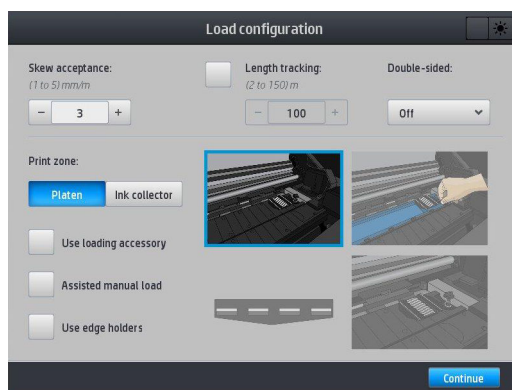 Load configuration
Skew acceptance:
(1 to 5) mm/m
− 3 +
Length tracking:
(2 to 150) m
− 100 +
Double-sided:
Off
Print zone:
Platen Ink collector
Use loading accessory
Assisted manual load
Use edge holders
Continue